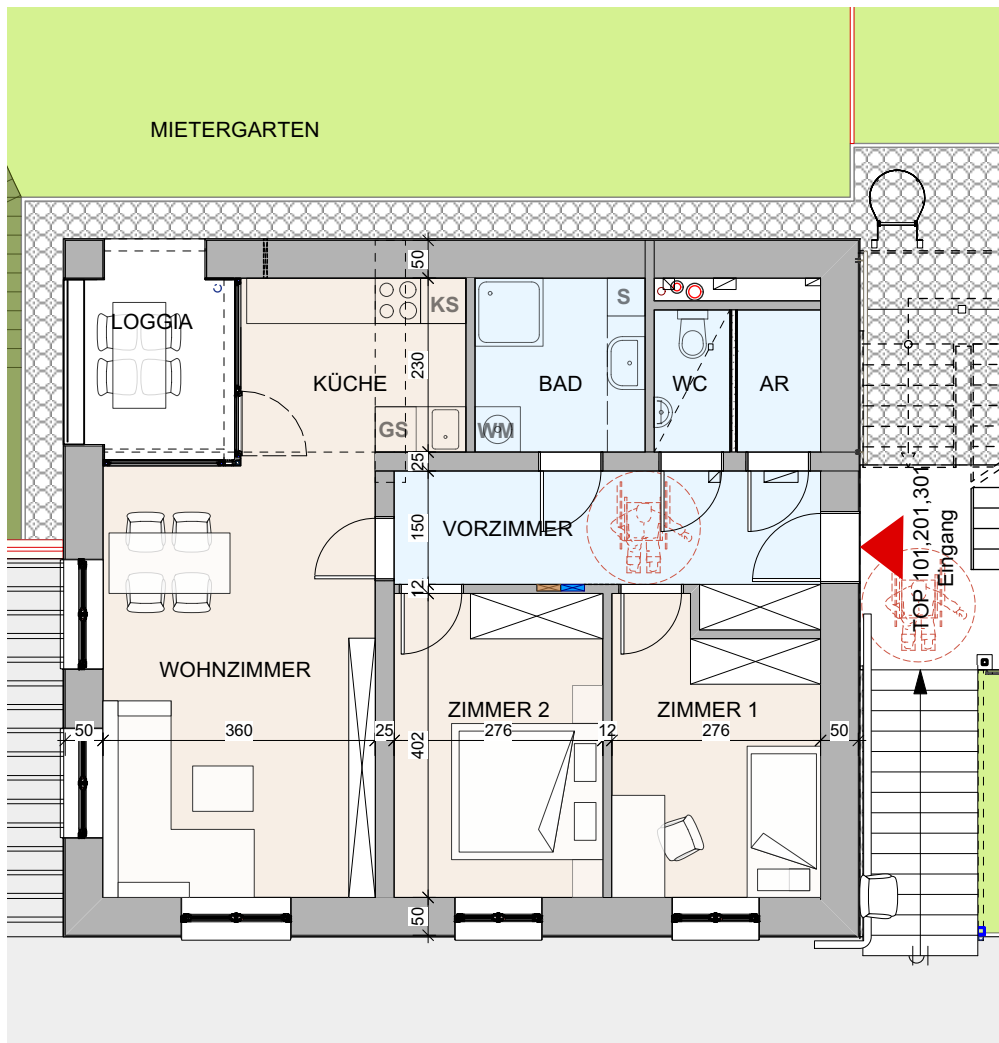 MIETERGARTEN
50
LOGGIA
KS
S
KÜCHE
230
BAD
WC
AR
GS
WM
25
150
VORZIMMER
TOP 101,201,301
Eingang
12
WOHNZIMMER
ZIMMER 2
ZIMMER 1
50
360
25
402
276
12
276
50
50